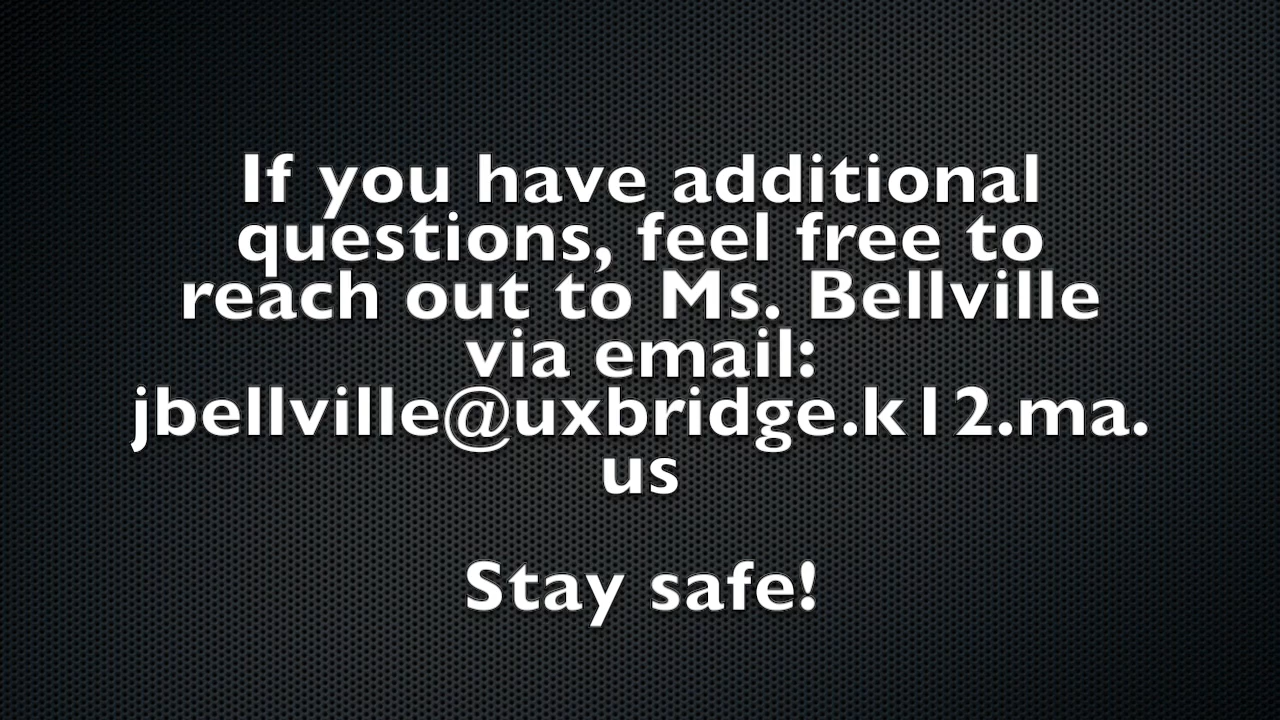 If you have additional
questions, feel free to
reach out to Ms. Bellville
via email:
jbellville@uxbridge.k12.ma.
us
Stay safe!